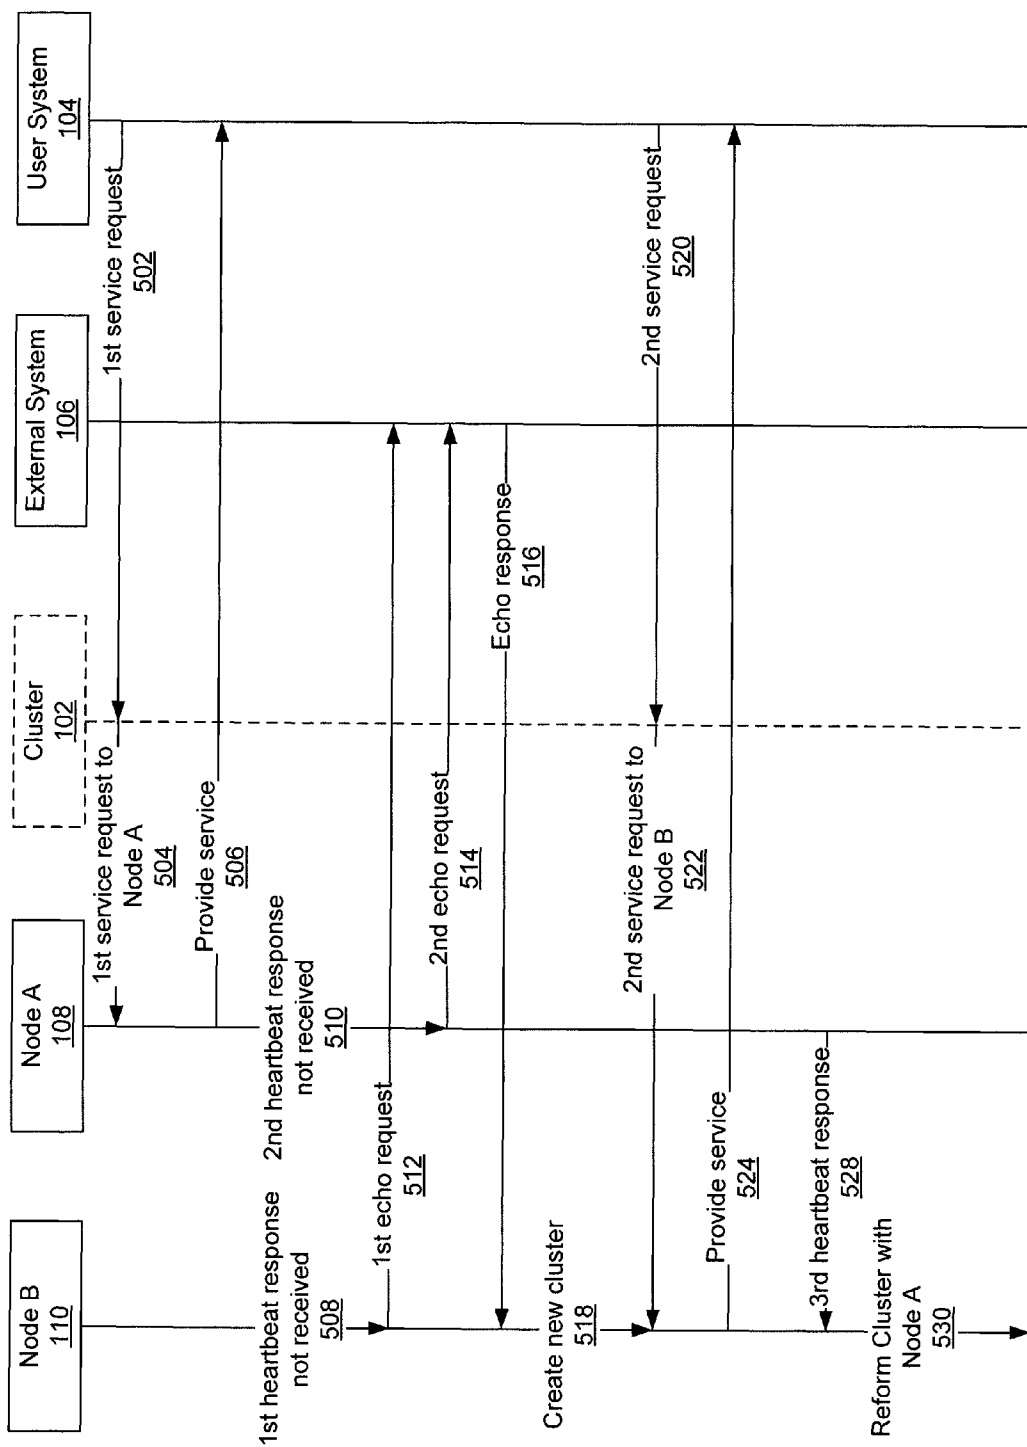 Node B
110
Node A
108
Cluster
102
External System
106
User System
104
1st service request
502
1st service request to
Node A
504
Provide service
506
1st heartbeat response
not received
508
2nd heartbeat response
not received
510
1st echo request
512
2nd echo request
514
Echo response
516
Create new cluster
518
2nd service request
520
2nd service request to
Node B
522
Provide service
524
3rd heartbeat response
528
Reform Cluster with
Node A
530